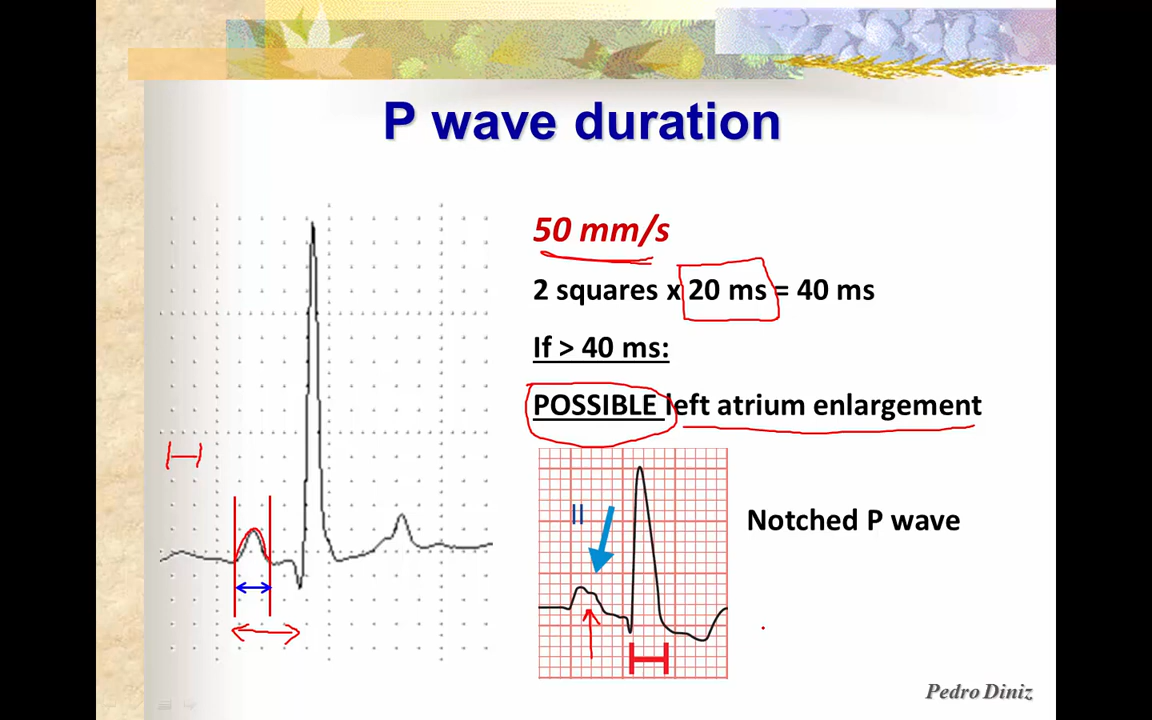 P wave duration
50 mm/s
2 squares x 20 ms = 40 ms
If > 40 ms:
POSSIBLE left atrium enlargement
II
Notched P wave
Pedro Diniz